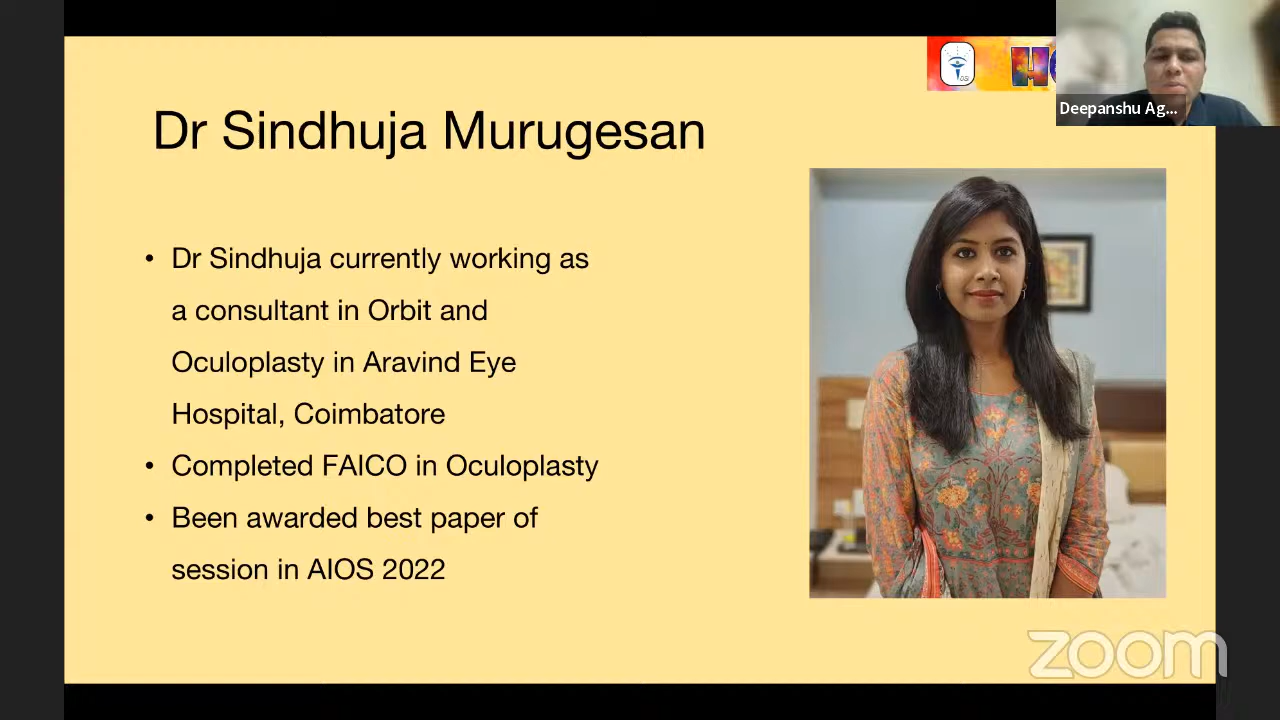 Dr Sindhuja Murugesan
• Dr Sindhuja currently working as
a consultant in Orbit and
Oculoplasty in Aravind Eye
Hospital, Coimbatore
• Completed FAICO in Oculoplasty
• Been awarded best paper of
session in AIOS 2022
Deepanshu Ag...
zoom